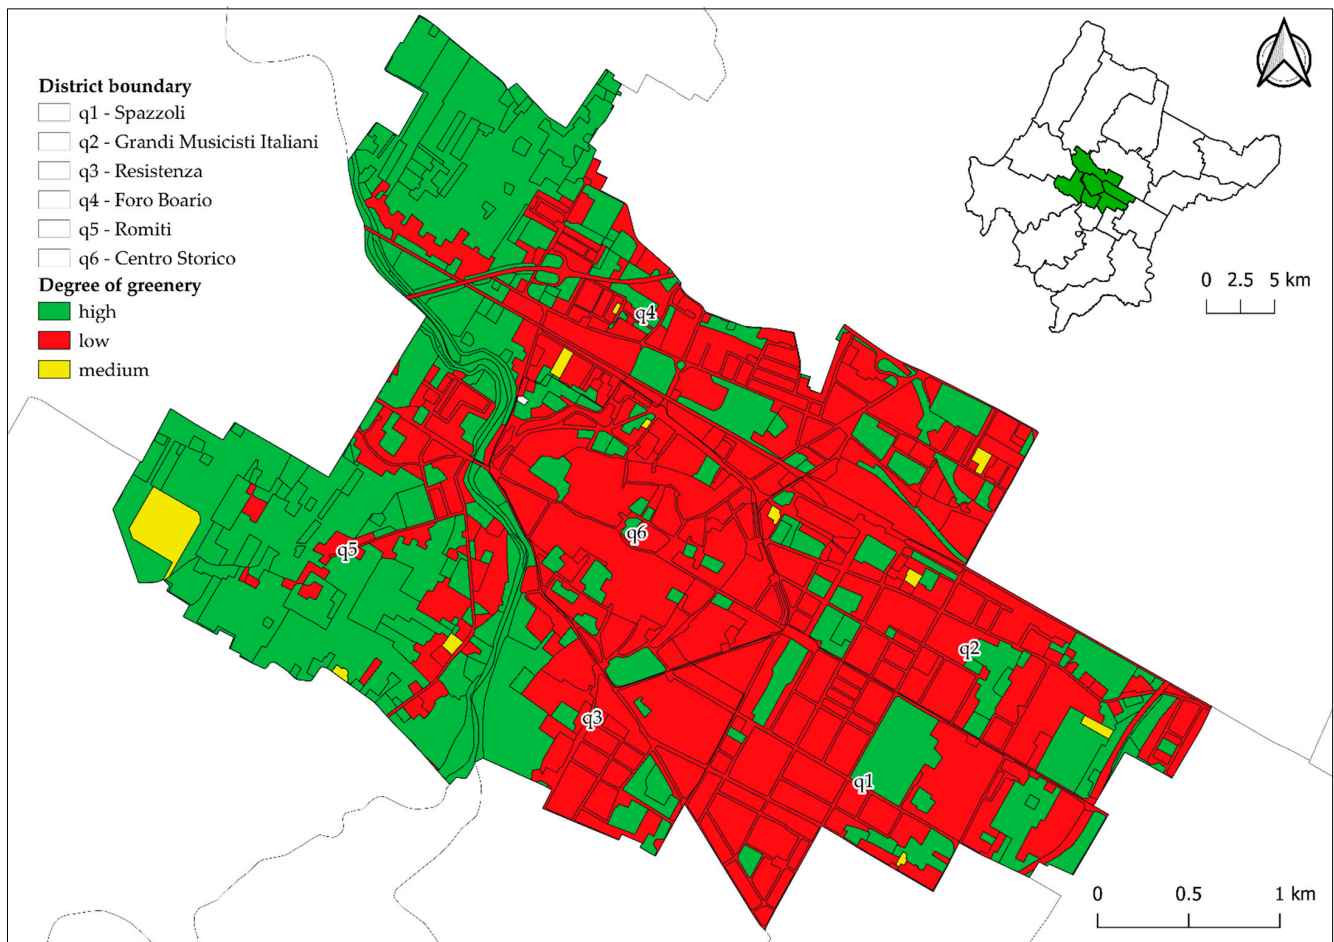 District boundary
q1 - Spazzoli
q2 - Grandi Musicisti Italiani
q3 - Resistenza
q4 - Foro Boario
q5 - Romiti
q6 - Centro Storico
Degree of greenery
high
low
medium
0 2.5 5 km
q4
q6
q5
q2
q3
q1
0 0.5 1 km